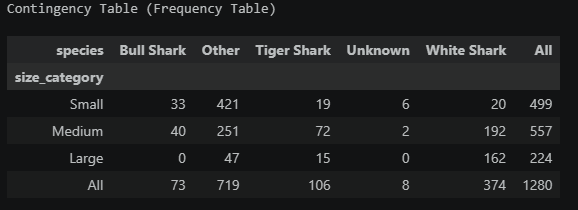 Contingency Table (Frequency Table)
species Bull Shark Other Tiger Shark Unknown White Shark All
size_category
Small 33 421 19 6 20 499
Medium 40 251 72 2 192 557
Large 0 47 15 0 162 224
All 73 719 106 8 374 1280